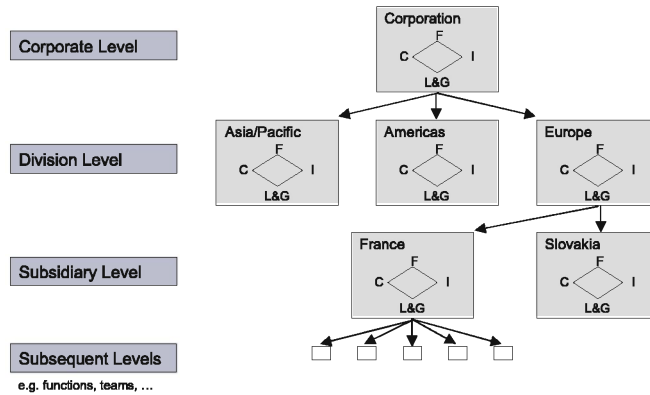 Corporation
F
Corporate Level
C I
L&G
Asia/Pacific Americas Europe
F F F
Division Level
C I C I C I
L&G L&G L&G
France Slovakia
F F
Subsidiary Level
C I C I
L&G L&G
Subsequent Levels
e.g. functions, teams, ...